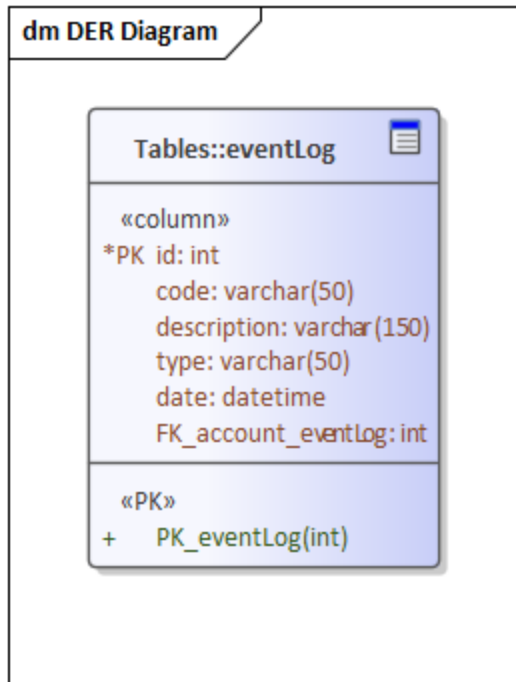 dm DER Diagram
Tables::eventLog
«column»
*PK id: int
code: varchar(50)
description: varchar(150)
type: varchar(50)
date: datetime
FK_account_eventLog: int
«PK»
+ PK_eventLog(int)